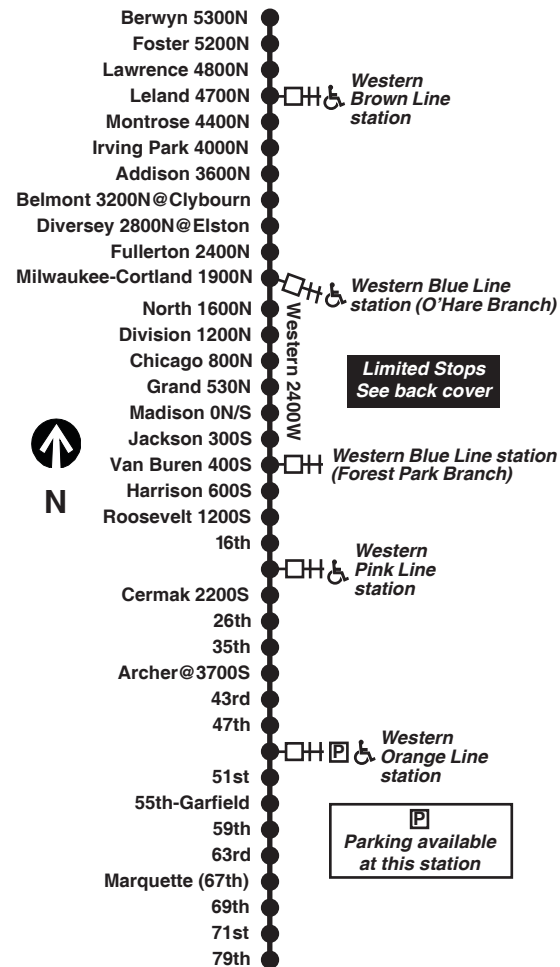 Berwyn 5300N
Foster 5200N
Lawrence 4800N
Leland 4700N
Western
Brown Line
station
Montrose 4400N
Irving Park 4000N
Addison 3600N
Belmont 3200N@Clybourn
Diversey 2800N@Elston
Fullerton 2400N
Milwaukee-Cortland 1900N
Western Blue Line
station (O'Hare Branch)
North 1600N
Division 1200N
Chicago 800N
Grand 530N
Madison 0N/S
Jackson 300S
Western 2400W
Limited Stops
See back cover
N
Van Buren 400S
Western Blue Line station
(Forest Park Branch)
Harrison 600S
Roosevelt 1200S
16th
Western
Pink Line
station
Cermak 2200S
26th
35th
Archer@3700S
43rd
47th
P
Western
Orange Line
station
51st
55th-Garfield
59th
63rd
Marquette (67th)
69th
71st
79th
P
Parking available
at this station